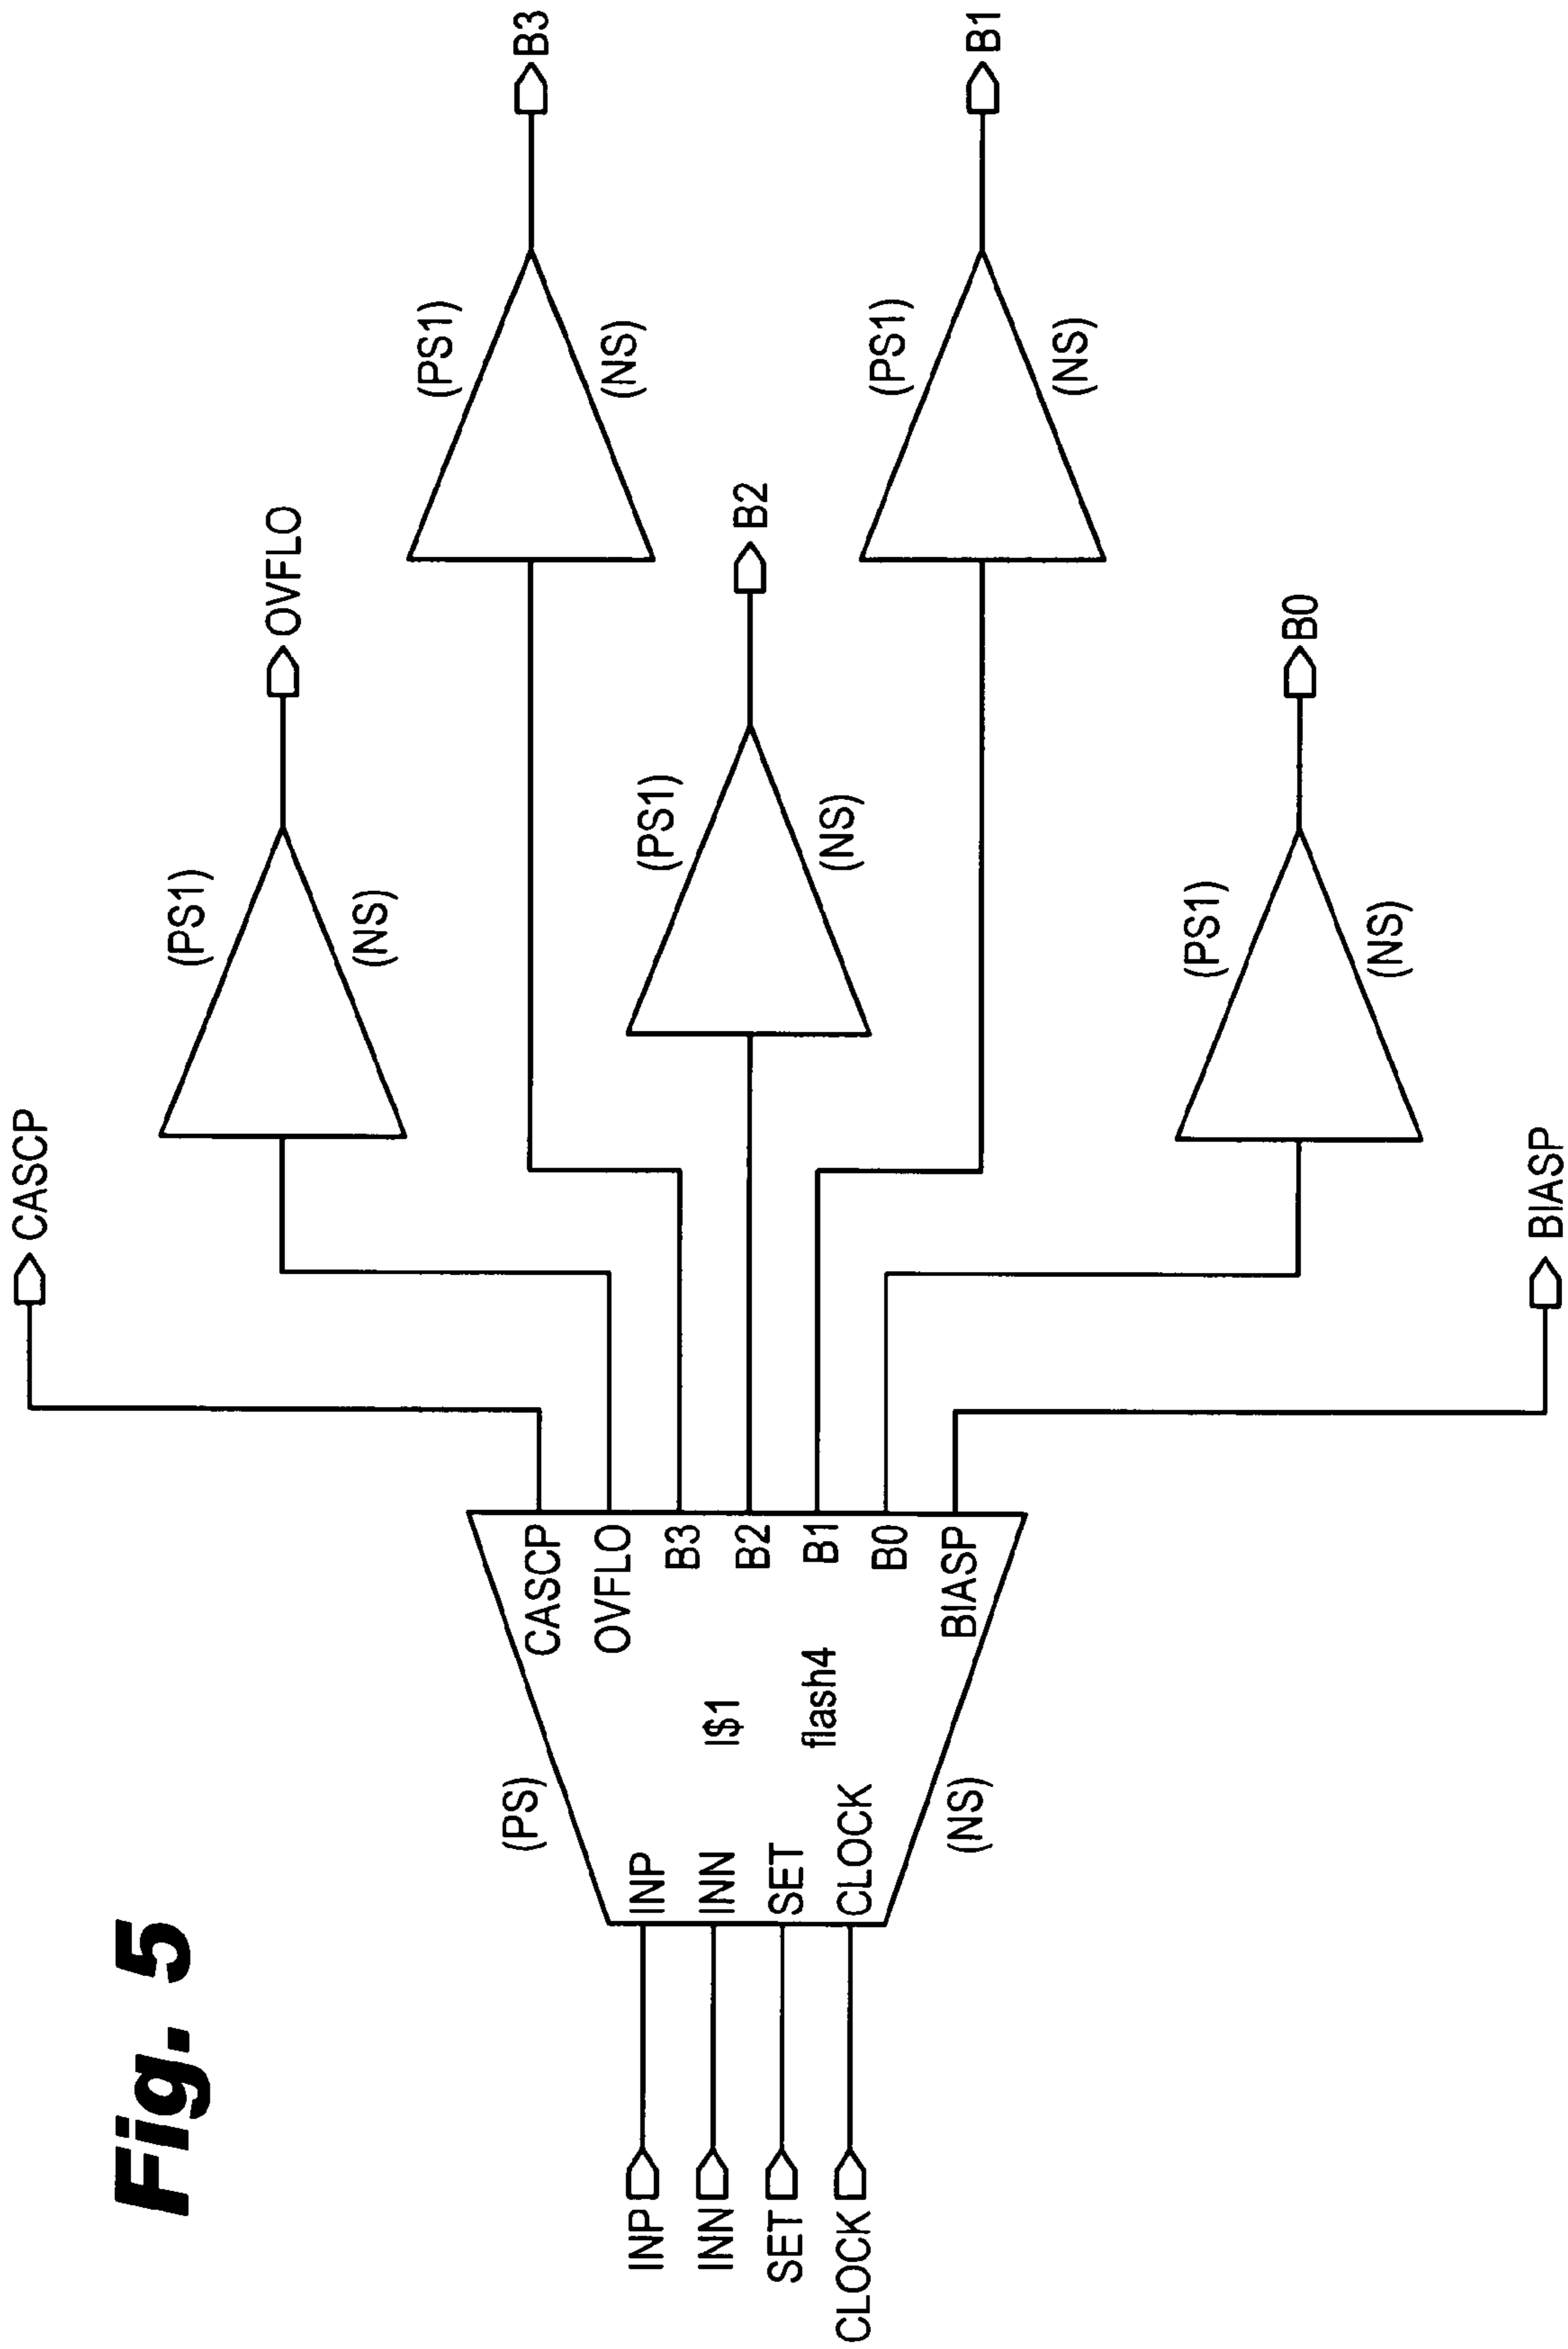 Fig. 5
CASCP
OVFLO
(PS1)
(NS)
B3
(PS1)
(NS)
B2
(PS1)
(NS)
B1
(PS1)
(NS)
B0
(PS1)
(NS)
BIASP
(PS)
CASCP
OVFLO
B3
B2
B1
B0
BIASP
I$1
flash4
INP
INN
SET
CLOCK
(NS)
INP
INN
SET
CLOCK